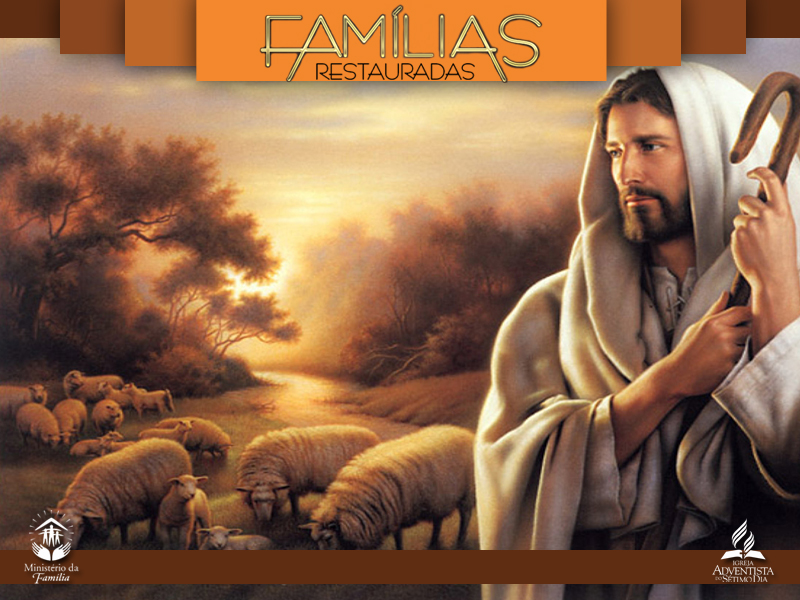 FAMÍLIAS
RESTAURADAS
Ministério da
Família
IGREJA
ADVENTISTA
DO SÉTIMO DIA